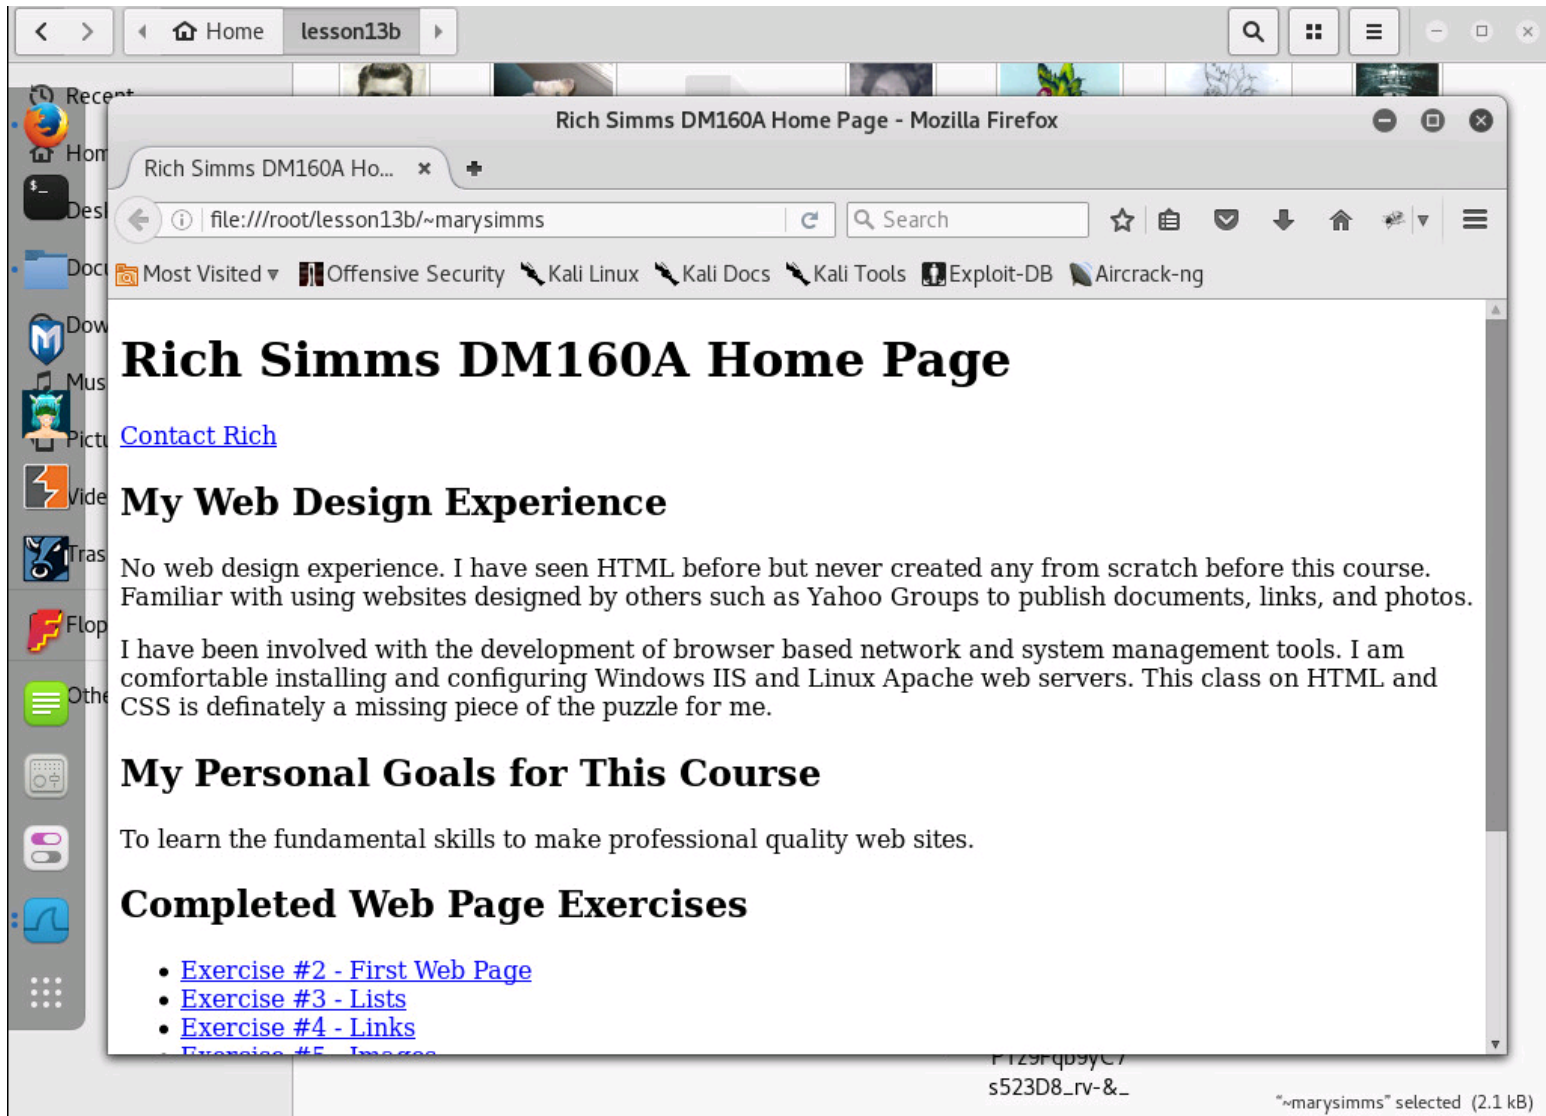 Home lesson13b
Recent
Rich Simms DM160A Home Page - Mozilla Firefox
Rich Simms DM160A Ho...
file:///root/lesson13b/~marysimms
Search
Most Visited Offensive Security Kali Linux Kali Docs Kali Tools Exploit-DB Aircrack-ng
Hom
$_
Desl
Docu
Dow
Mus
Pictu
Vide
Tras
Flop
Othe
Rich Simms DM160A Home Page
Contact Rich
My Web Design Experience
No web design experience. I have seen HTML before but never created any from scratch before this course.
Familiar with using websites designed by others such as Yahoo Groups to publish documents, links, and photos.
I have been involved with the development of browser based network and system management tools. I am
comfortable installing and configuring Windows IIS and Linux Apache web servers. This class on HTML and
CSS is definately a missing piece of the puzzle for me.
My Personal Goals for This Course
To learn the fundamental skills to make professional quality web sites.
Completed Web Page Exercises
Exercise #2 - First Web Page
Exercise #3 - Lists
Exercise #4 - Links
Exercise #5 - Images
s523D8_rv-&_
"~marysimms" selected (2.1 kB)